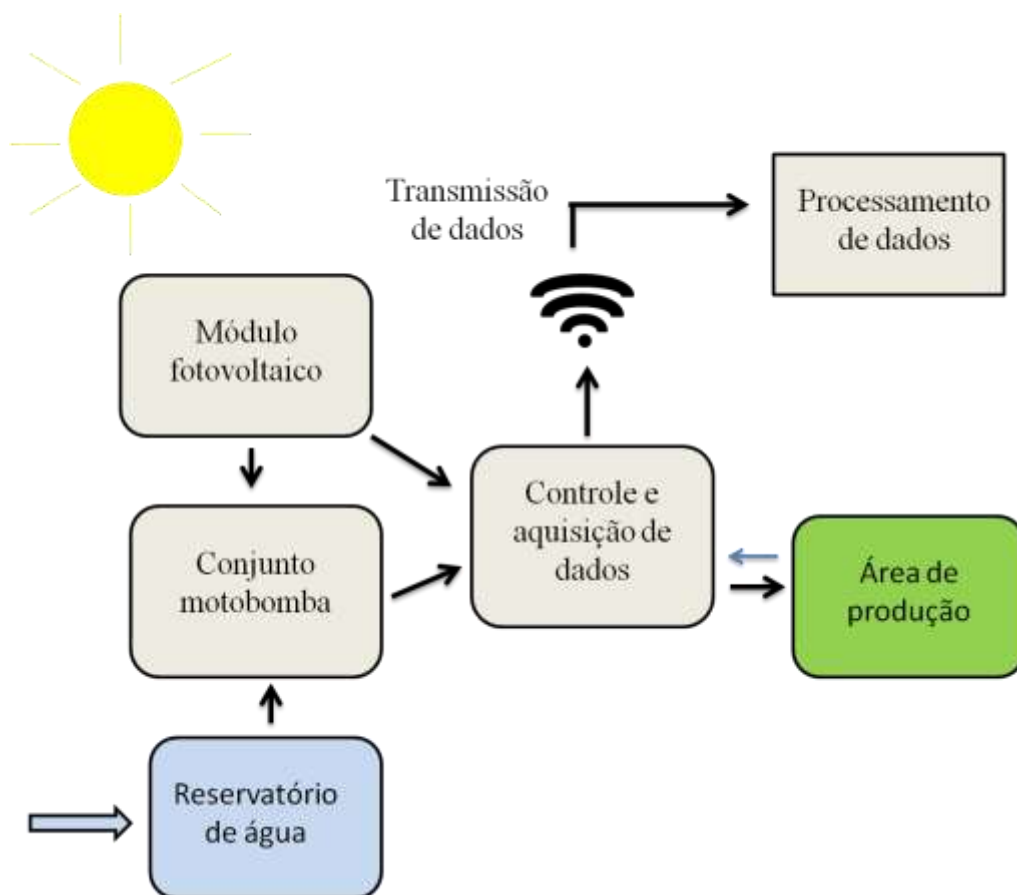 Transmissão
de dados
Processamento
de dados
Módulo
fotovoltaico
Controle e
aquisição de
dados
Conjunto
motobomba
Área de
produção
Reservatório
de água